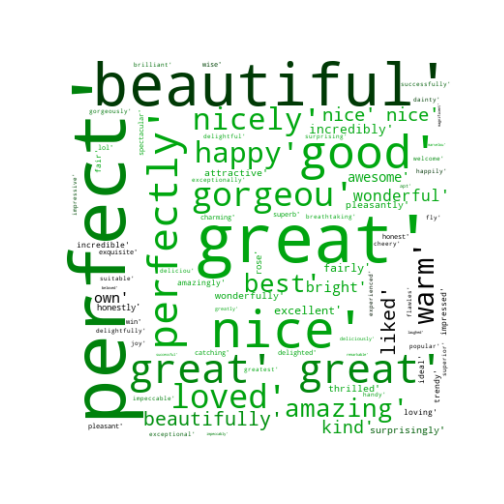 brilliant'
wise'
beautiful'
successfully'
dainty'
gorgeously'
nicely'
nice'
nice'
incredibly'
spectacular'
delightful'
surprising
perfect'
perfectly'
lol'
fair'
happy'
good'
welcome'
attractive'
happily'
impressive'
exceptionally'
awesome'
gorgeou'
wonderful'
pleasantly'
charming'
superb'
breathtaking'
fly'
great'
honest'
cheery'
incredible'
exquisite'
rose'
fairly'
warm'
deliciou'
suitable'
amazingly'
best'
bright'
experienced'
own'
wonderfully'
honestly'
excellent'
flawless'
impressed'
win'
nice'
liked'
delightfully'
greatly'
deliciously'
joy'
popular'
catching'
delighted'
superior'
great'
great'
ideal'
greatest'
trendy'
thrilled'
handy'
impeccable'
loved'
amazing'
loving'
beautifully'
pleasant'
kind'
surprisingly'
exceptional'